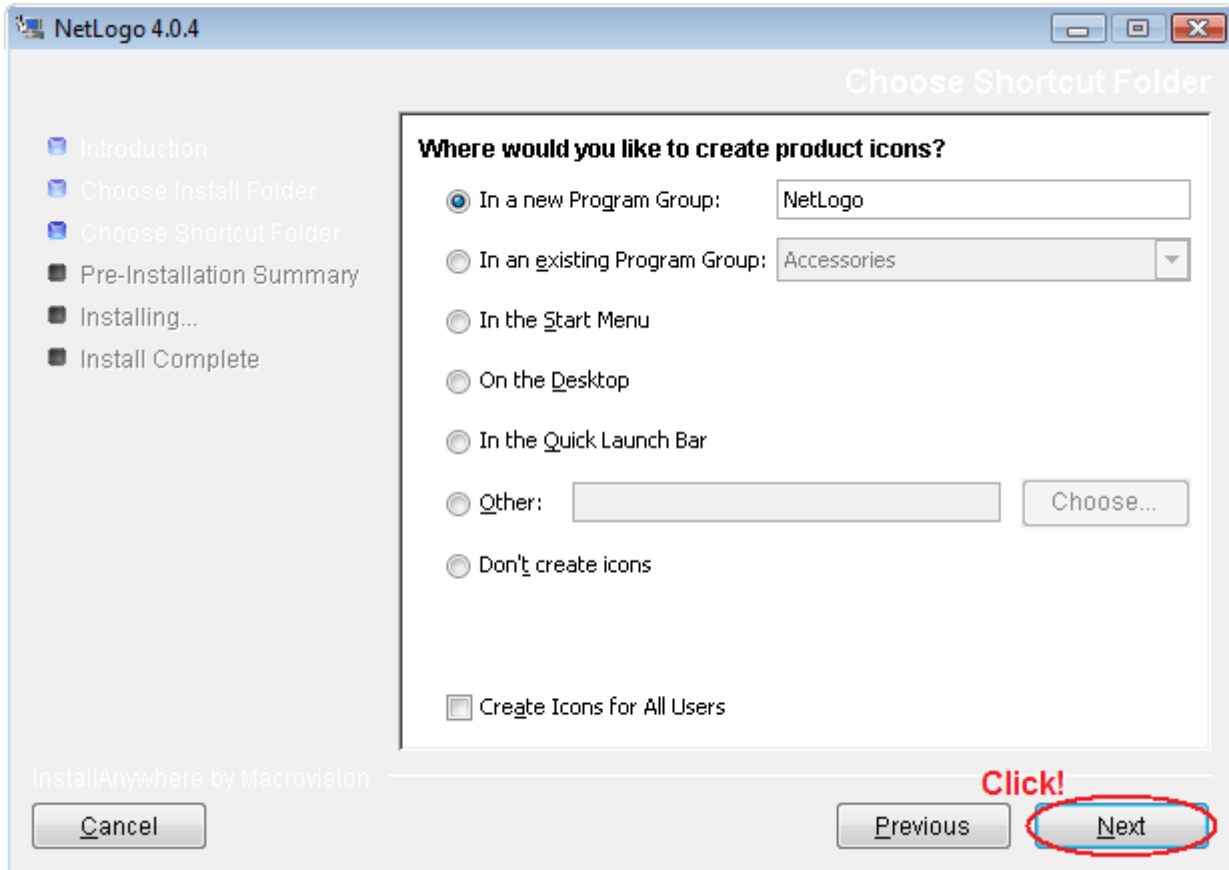 NetLogo 4.0.4
Choose Shortcut Folder
Introduction
Choose Install Folder
Choose Shortcut Folder
Pre-Installation Summary
Installing...
Install Complete
Where would you like to create product icons?
In a new Program Group: NetLogo
In an existing Program Group: Accessories
In the Start Menu
On the Desktop
In the Quick Launch Bar
Other: Choose...
Don't create icons
Create Icons for All Users
InstallAnywhere by Macrovision
Click!
Cancel Previous Next